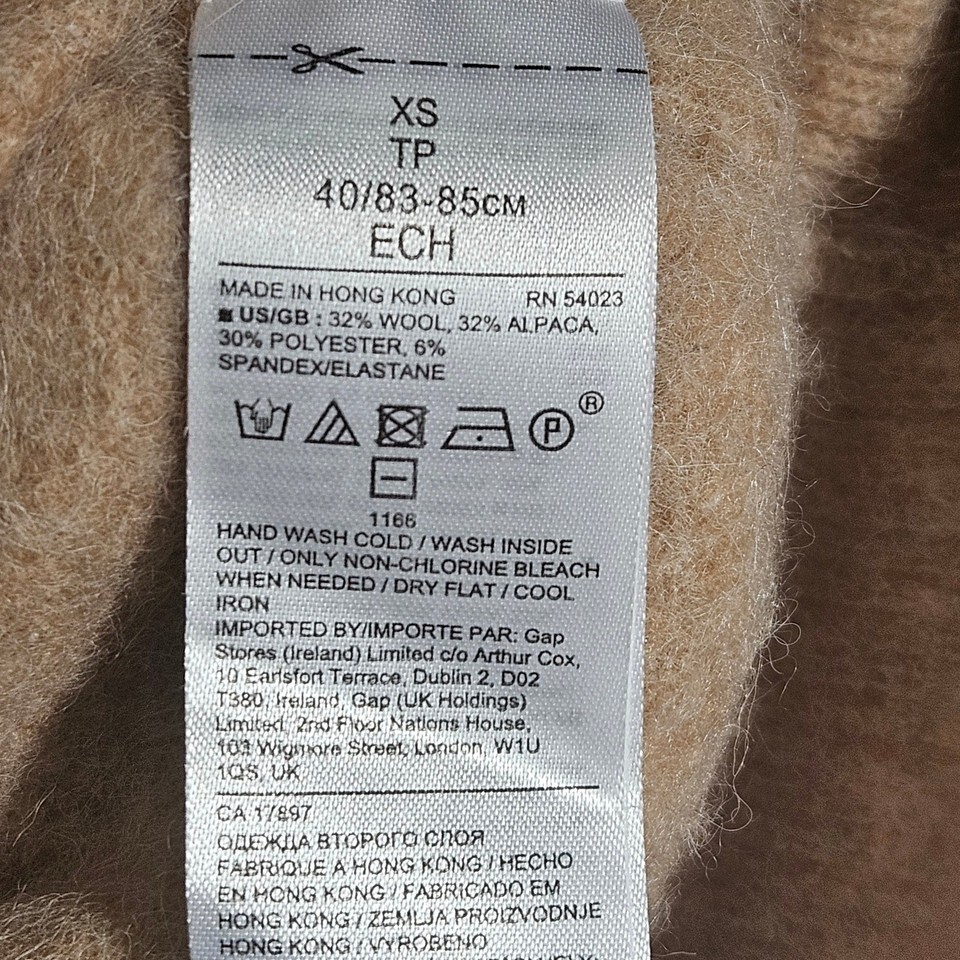 XS
TP
40/83-85см
ECH
MADE IN HONG KONG RN 54023
■ US/GB : 32% WOOL, 32% ALPACA,
30% POLYESTER, 6%
SPANDEX/ELASTANE
P ®
1166
HAND WASH COLD / WASH INSIDE
OUT / ONLY NON-CHLORINE BLEACH
WHEN NEEDED / DRY FLAT / COOL
IRON
IMPORTED BY/IMPORTE PAR: Gap
Stores (Ireland) Limited c/o Arthur Cox,
10 Earlsfort Terrace, Dublin 2, D02
T380, Ireland, Gap (UK Holdings)
Limited, 2nd Floor Nations House,
103 Wigmore Street, London, W1U
1QS, UK
CA 17897
ОДЕЖДА ВТОРОГО СЛОЯ
FABRIQUE A HONG KONG / HECHO
EN HONG KONG / FABRICADO EM
HONG KONG / ZEMLJA PROIZVODNJE
HONG KONG / VYROBENO